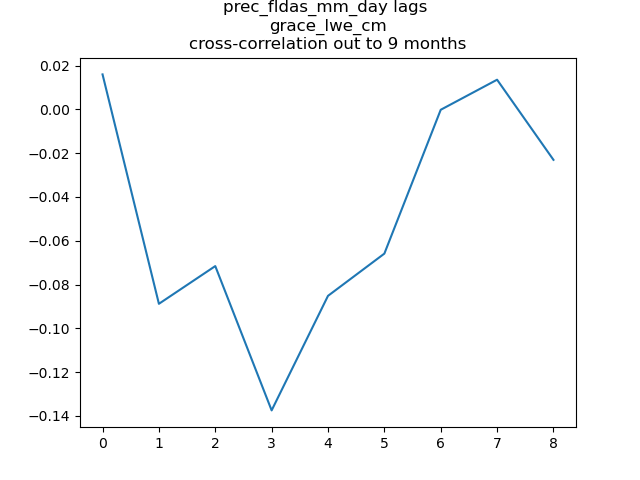 prec_fldas_mm_day lags
grace_lwe_cm
cross-correlation out to 9 months
0.02
0.00
−0.02
−0.04
−0.06
−0.08
−0.10
−0.12
−0.14
0 1 2 3 4 5 6 7 8